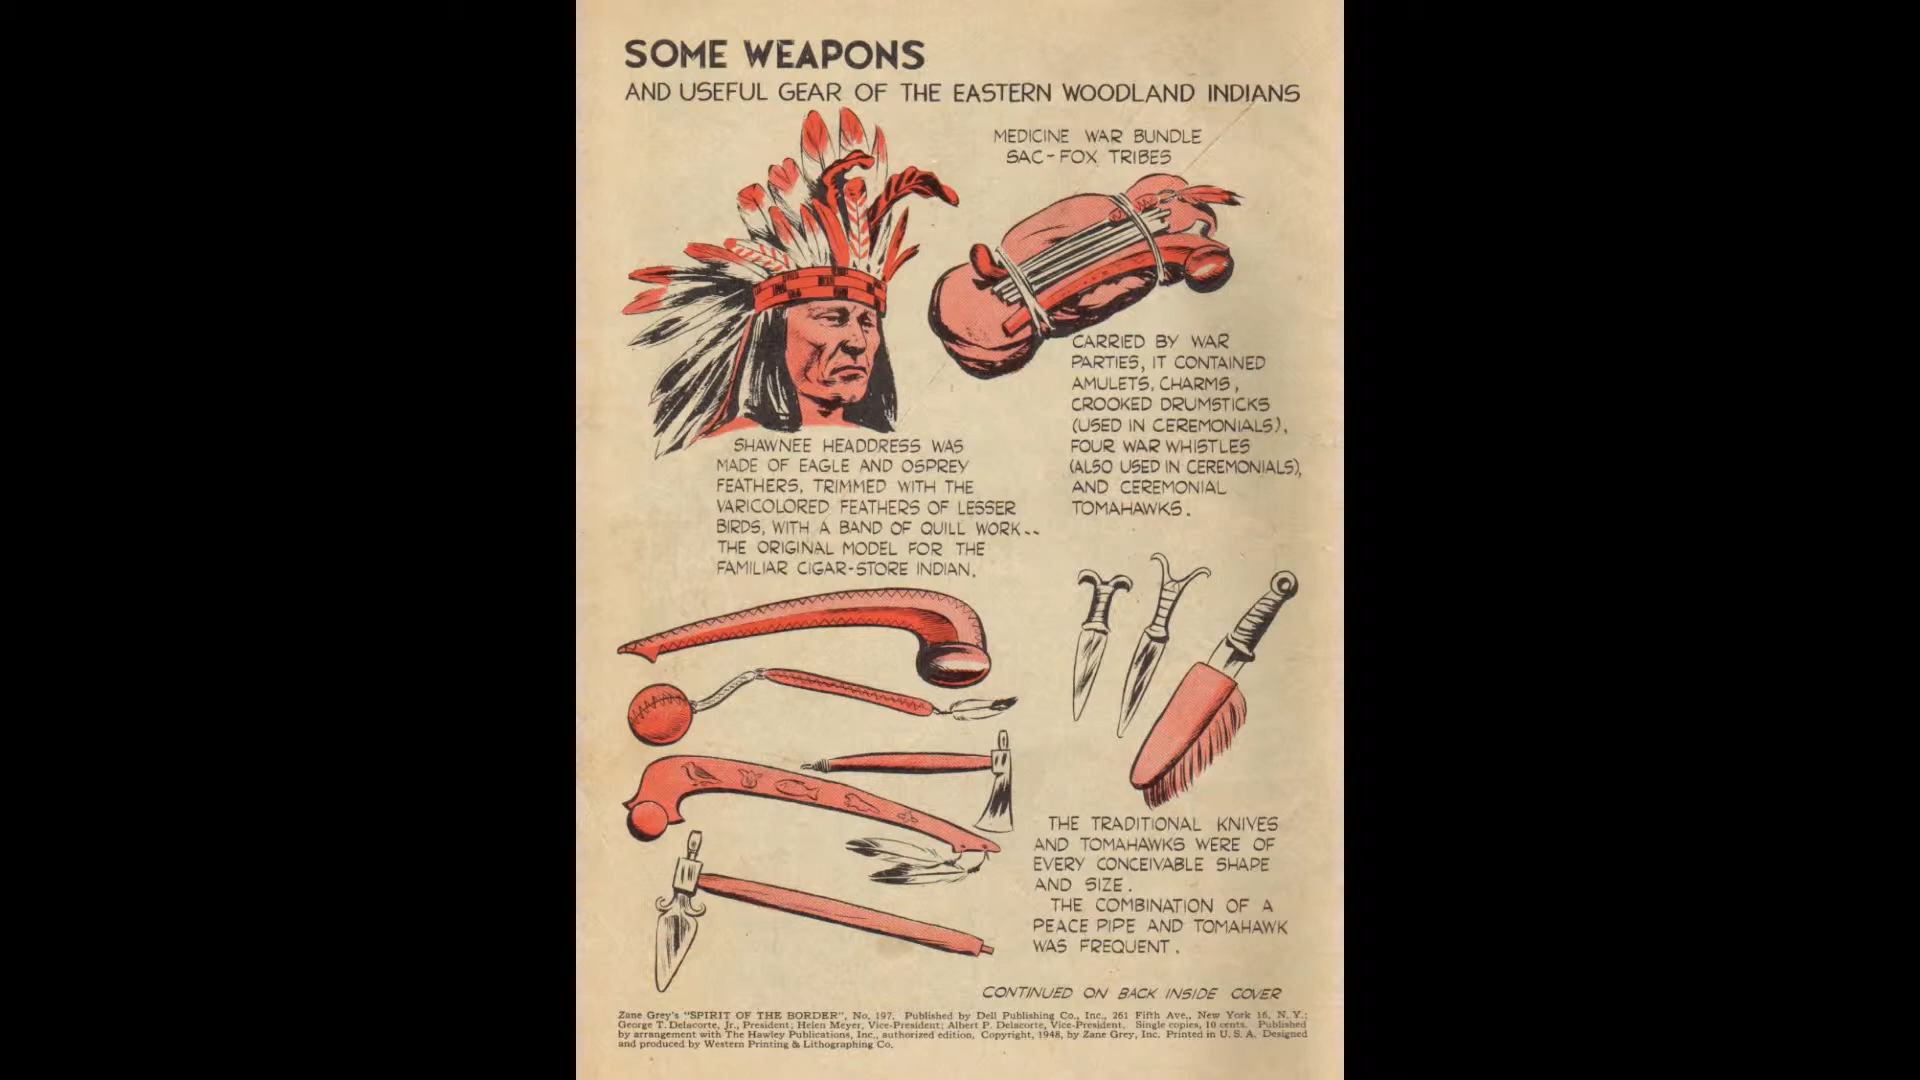 SOME WEAPONS
AND USEFUL GEAR OF THE EASTERN WOODLAND INDIANS
MEDICINE WAR BUNDLE
SAC-FOX TRIBES
CARRIED BY WAR
PARTIES, IT CONTAINED
AMULETS, CHARMS,
CROOKED DRUMSTICKS
(USED IN CEREMONIALS),
FOUR WAR WHISTLES
(ALSO USED IN CEREMONIALS),
AND CEREMONIAL
TOMAHAWKS.
SHAWNEE HEADDRESS WAS
MADE OF EAGLE AND OSPREY
FEATHERS, TRIMMED WITH THE
VARICOLORED FEATHERS OF LESSER
BIRDS, WITH A BAND OF QUILL WORK--
THE ORIGINAL MODEL FOR THE
FAMILIAR CIGAR-STORE INDIAN.
THE TRADITIONAL KNIVES
AND TOMAHAWKS WERE OF
EVERY CONCEIVABLE SHAPE
AND SIZE.
THE COMBINATION OF A
PEACE PIPE AND TOMAHAWK
WAS FREQUENT.
CONTINUED ON BACK INSIDE COVER
Zane Grey's "SPIRIT OF THE BORDER", No. 197. Published by Dell Publishing Co., Inc., 261 Fifth Ave., New York 16, N. Y.;
George T. Delacorte, Jr., President; Helen Meyer, Vice-President; Albert P. Delacorte, Vice-President. Single copies, 10 cents. Published
by arrangement with The Hawley Publications, Inc., authorized edition. Copyright, 1948, by Zane Grey, Inc. Printed in U. S. A. Designed
and produced by Western Printing & Lithographing Co.